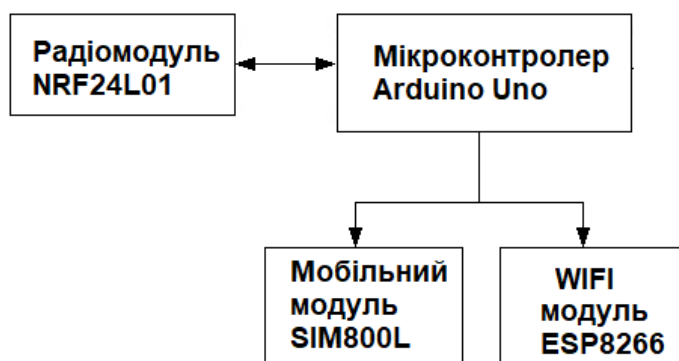 Радіомодуль
NRF24L01
Мікроконтролер
Arduino Uno
Мобільний
модуль
SIM800L
WIFI
модуль
ESP8266